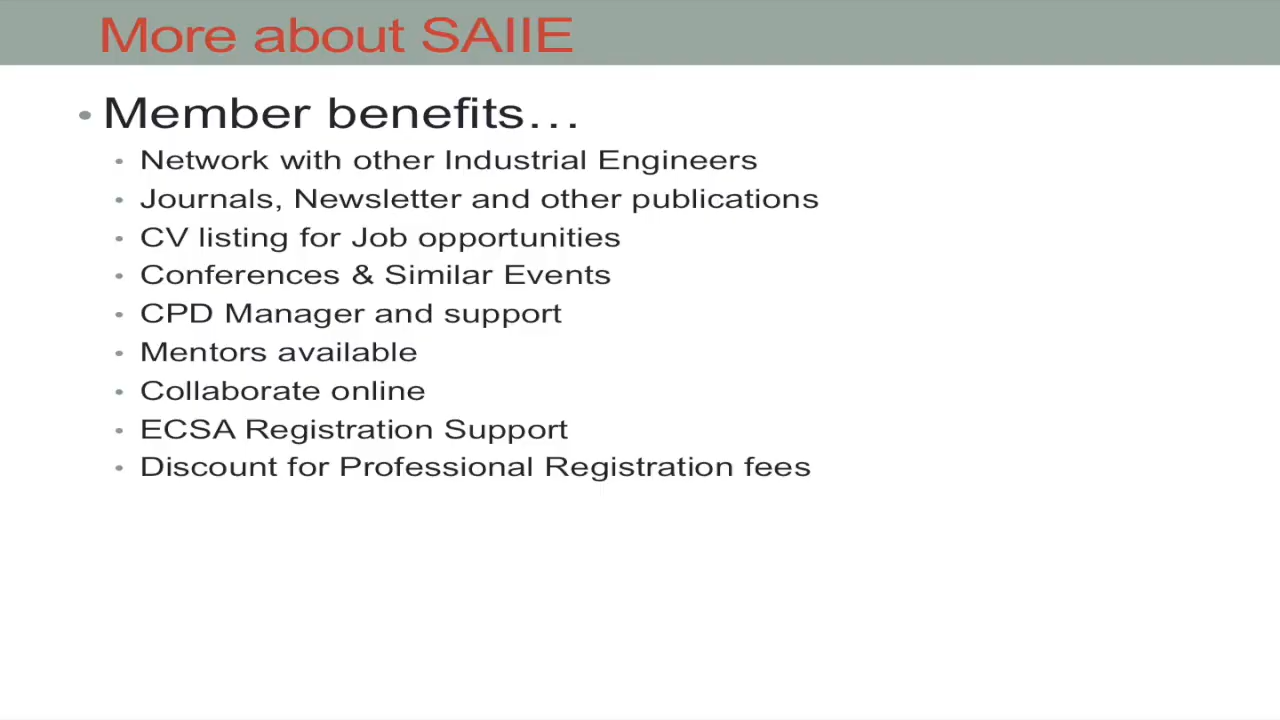 More about SAIIE
• Member benefits…
• Network with other Industrial Engineers
• Journals, Newsletter and other publications
• CV listing for Job opportunities
• Conferences & Similar Events
• CPD Manager and support
• Mentors available
• Collaborate online
• ECSA Registration Support
• Discount for Professional Registration fees